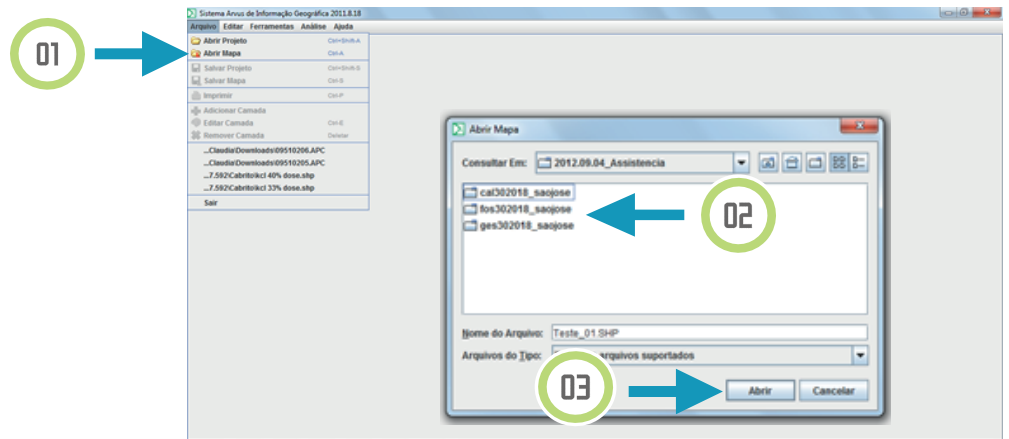 Sistema Arvus de Informação Geográfica 2011.8.18
Arquivo Editar Ferramentas Análise Ajuda
01
Abrir Projeto Ctrl+Shift-A
Abrir Mapa Ctrl-A
Salvar Projeto Ctrl+Shift-S
Salvar Mapa Ctrl-S
Imprimir Ctrl-P
Adicionar Camada
Editar Camada Ctrl-E
Remover Camada Delete
...Claudia\Downloads\09510206.APC
...Claudia\Downloads\09510205.APC
...7.592\Cabrito\kcl 40% dose.shp
...7.592\Cabrito\kcl 33% dose.shp
Sair
Abrir Mapa
Consultar Em: 2012.09.04_Assistencia
cal302018_saojose
fos302018_saojose
ges302018_saojose
02
Nome do Arquivo: Teste_01.SHP
Arquivos do Tipo: arquivos suportados
03
Abrir Cancelar